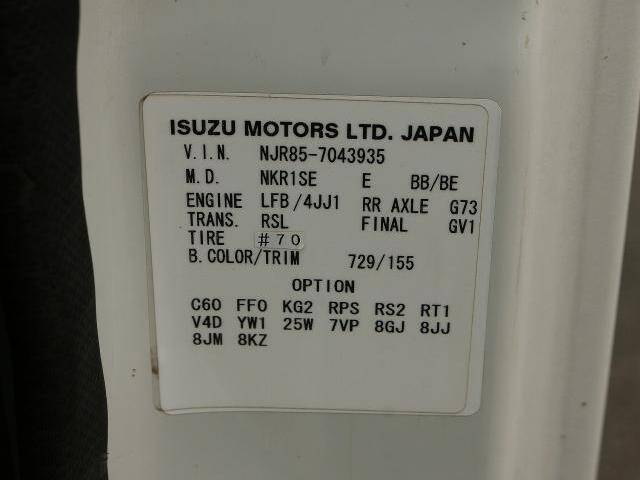 ISUZU MOTORS LTD. JAPAN
V.I.N. NJR85-7043935
M.D. NKR1SE E BB/BE
ENGINE LFB/4JJ1 RR AXLE G73
TRANS. RSL FINAL GV1
TIRE #70
B.COLOR/TRIM 729/155
OPTION
C60 FF0 KG2 RPS RS2 RT1
V4D YW1 25W 7VP 8GJ 8JJ
8JM 8KZ